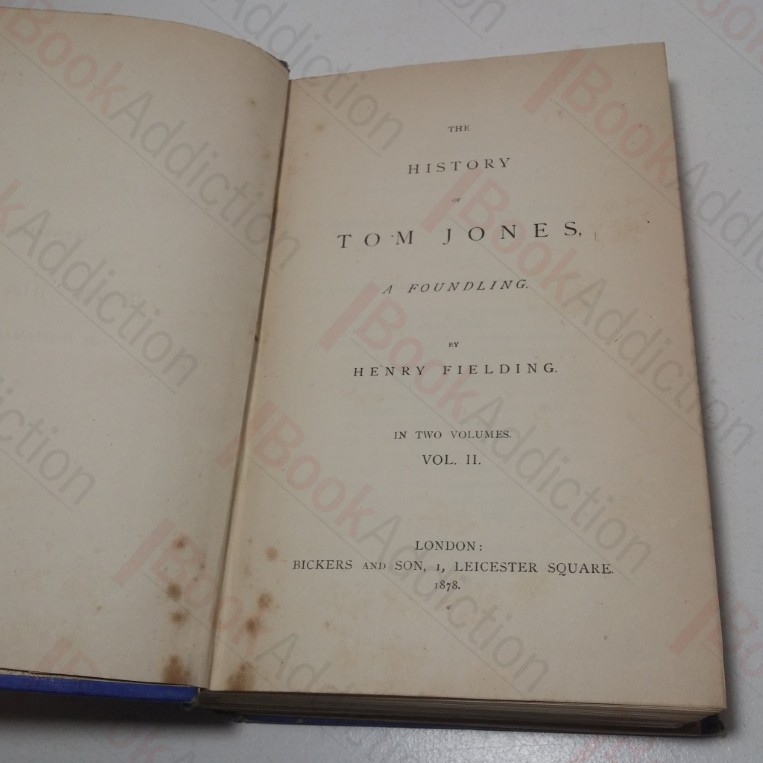 THE
HISTORY
OF
TOM JONES,
A FOUNDLING.
BY
HENRY FIELDING.
IN TWO VOLUMES.
VOL. II.
LONDON:
BICKERS AND SON, 1, LEICESTER SQUARE.
1878.
BookAddiction